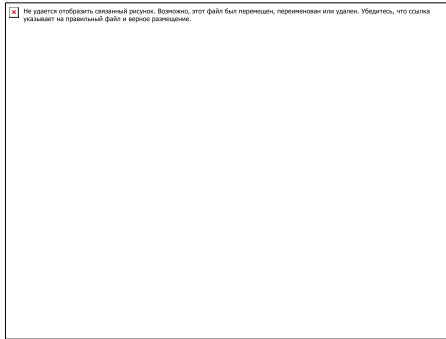 Не удается отобразить связанный рисунок. Возможно, этот файл был перемещен, переименован или удален. Убедитесь, что ссылка
указывает на правильный файл и верное размещение.